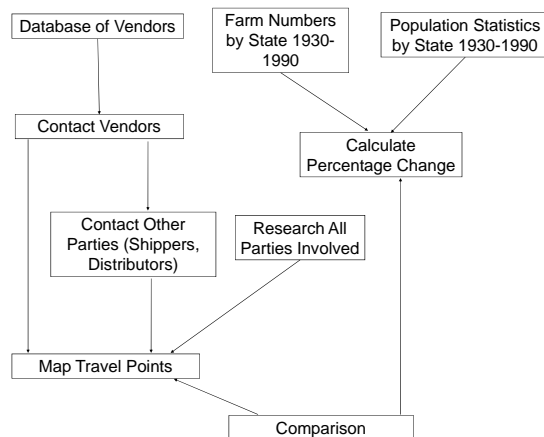 Database of Vendors
Farm Numbers
by State 1930-
1990
Population Statistics
by State 1930-1990
Contact Vendors
Calculate
Percentage Change
Contact Other
Parties (Shippers,
Distributors)
Research All
Parties Involved
Map Travel Points
Comparison